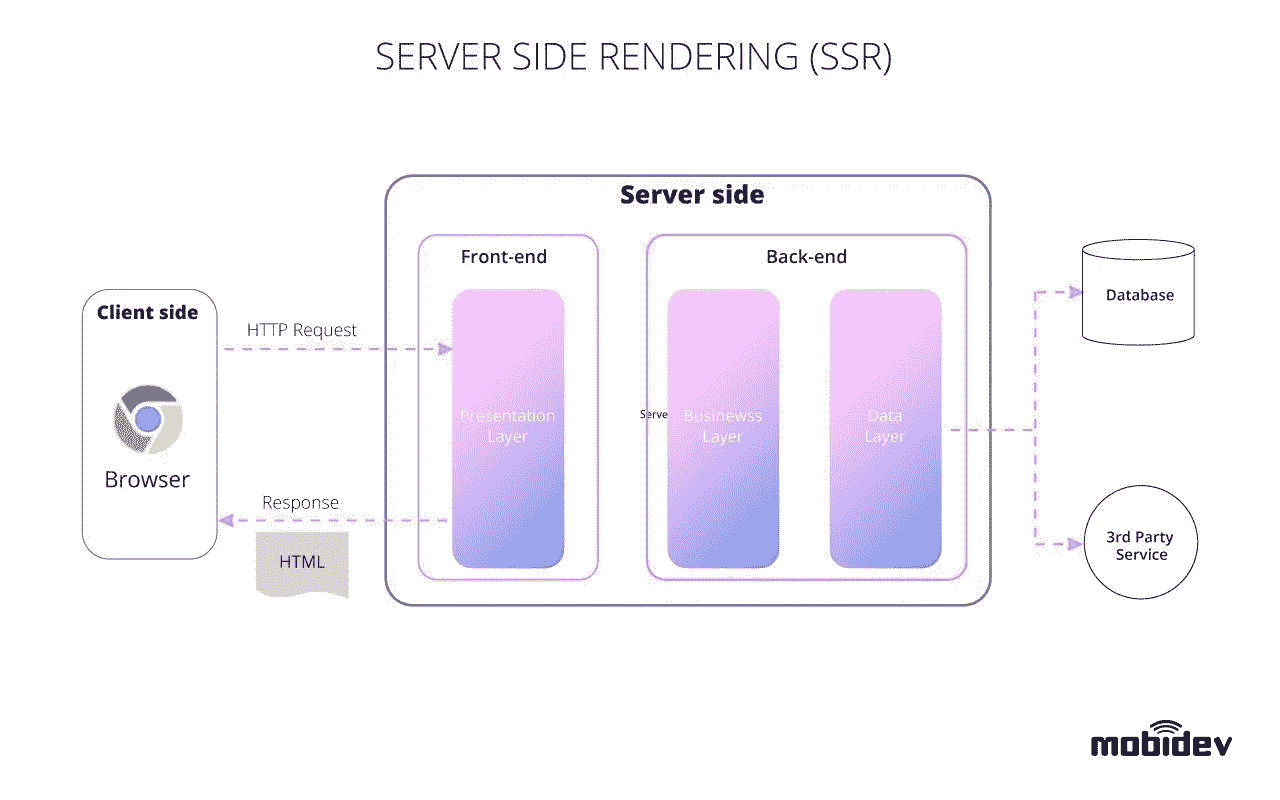 SERVER SIDE RENDERING (SSR)
Server side
Front-end
Back-end
Client side
HTTP Request
Database
Presentation
Layer
Serve
Businewss
Layer
Data
Layer
Browser
Response
HTML
3rd Party
Service
mobidev